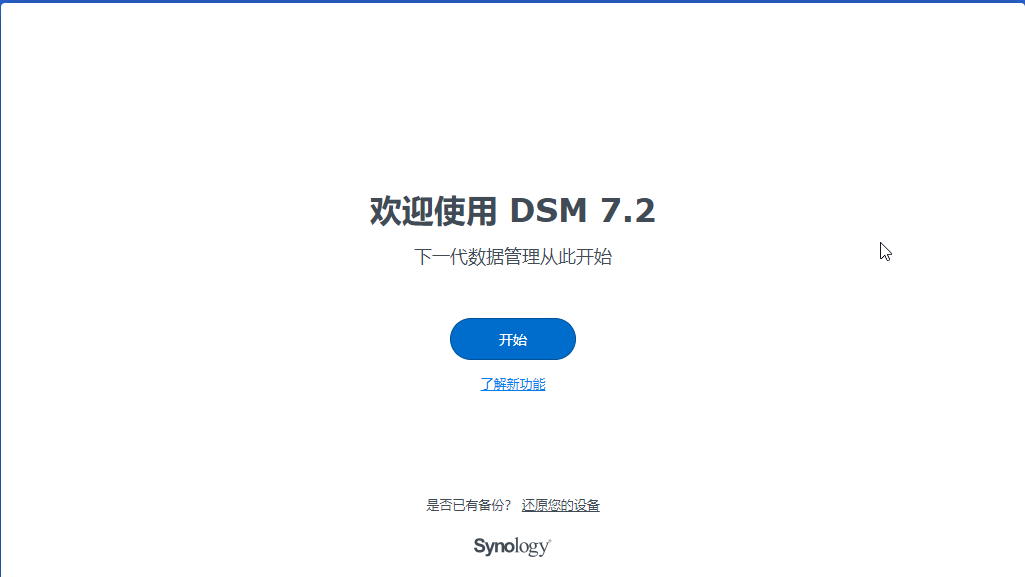 欢迎使用 DSM 7.2
下一代数据管理从此开始
开始
了解新功能
是否已有备份? 还原您的设备
Synology®